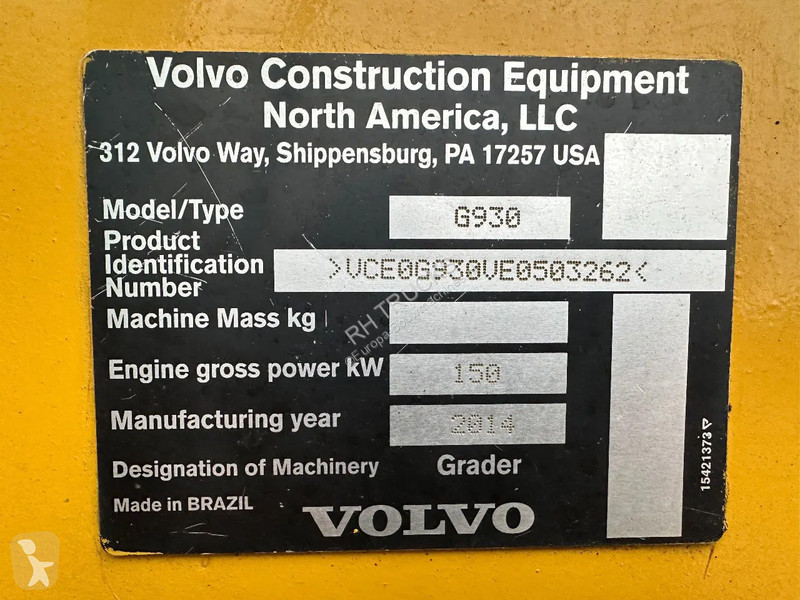 Volvo Construction Equipment
North America, LLC
312 Volvo Way, Shippensburg, PA 17257 USA
Model/Type G930
Product
Identification >VCE0G930VE0503262<
Number
Machine Mass kg
Engine gross power kW 150
Manufacturing year 2014
Designation of Machinery Grader
Made in BRAZIL VOLVO
15421373
RH TRUC